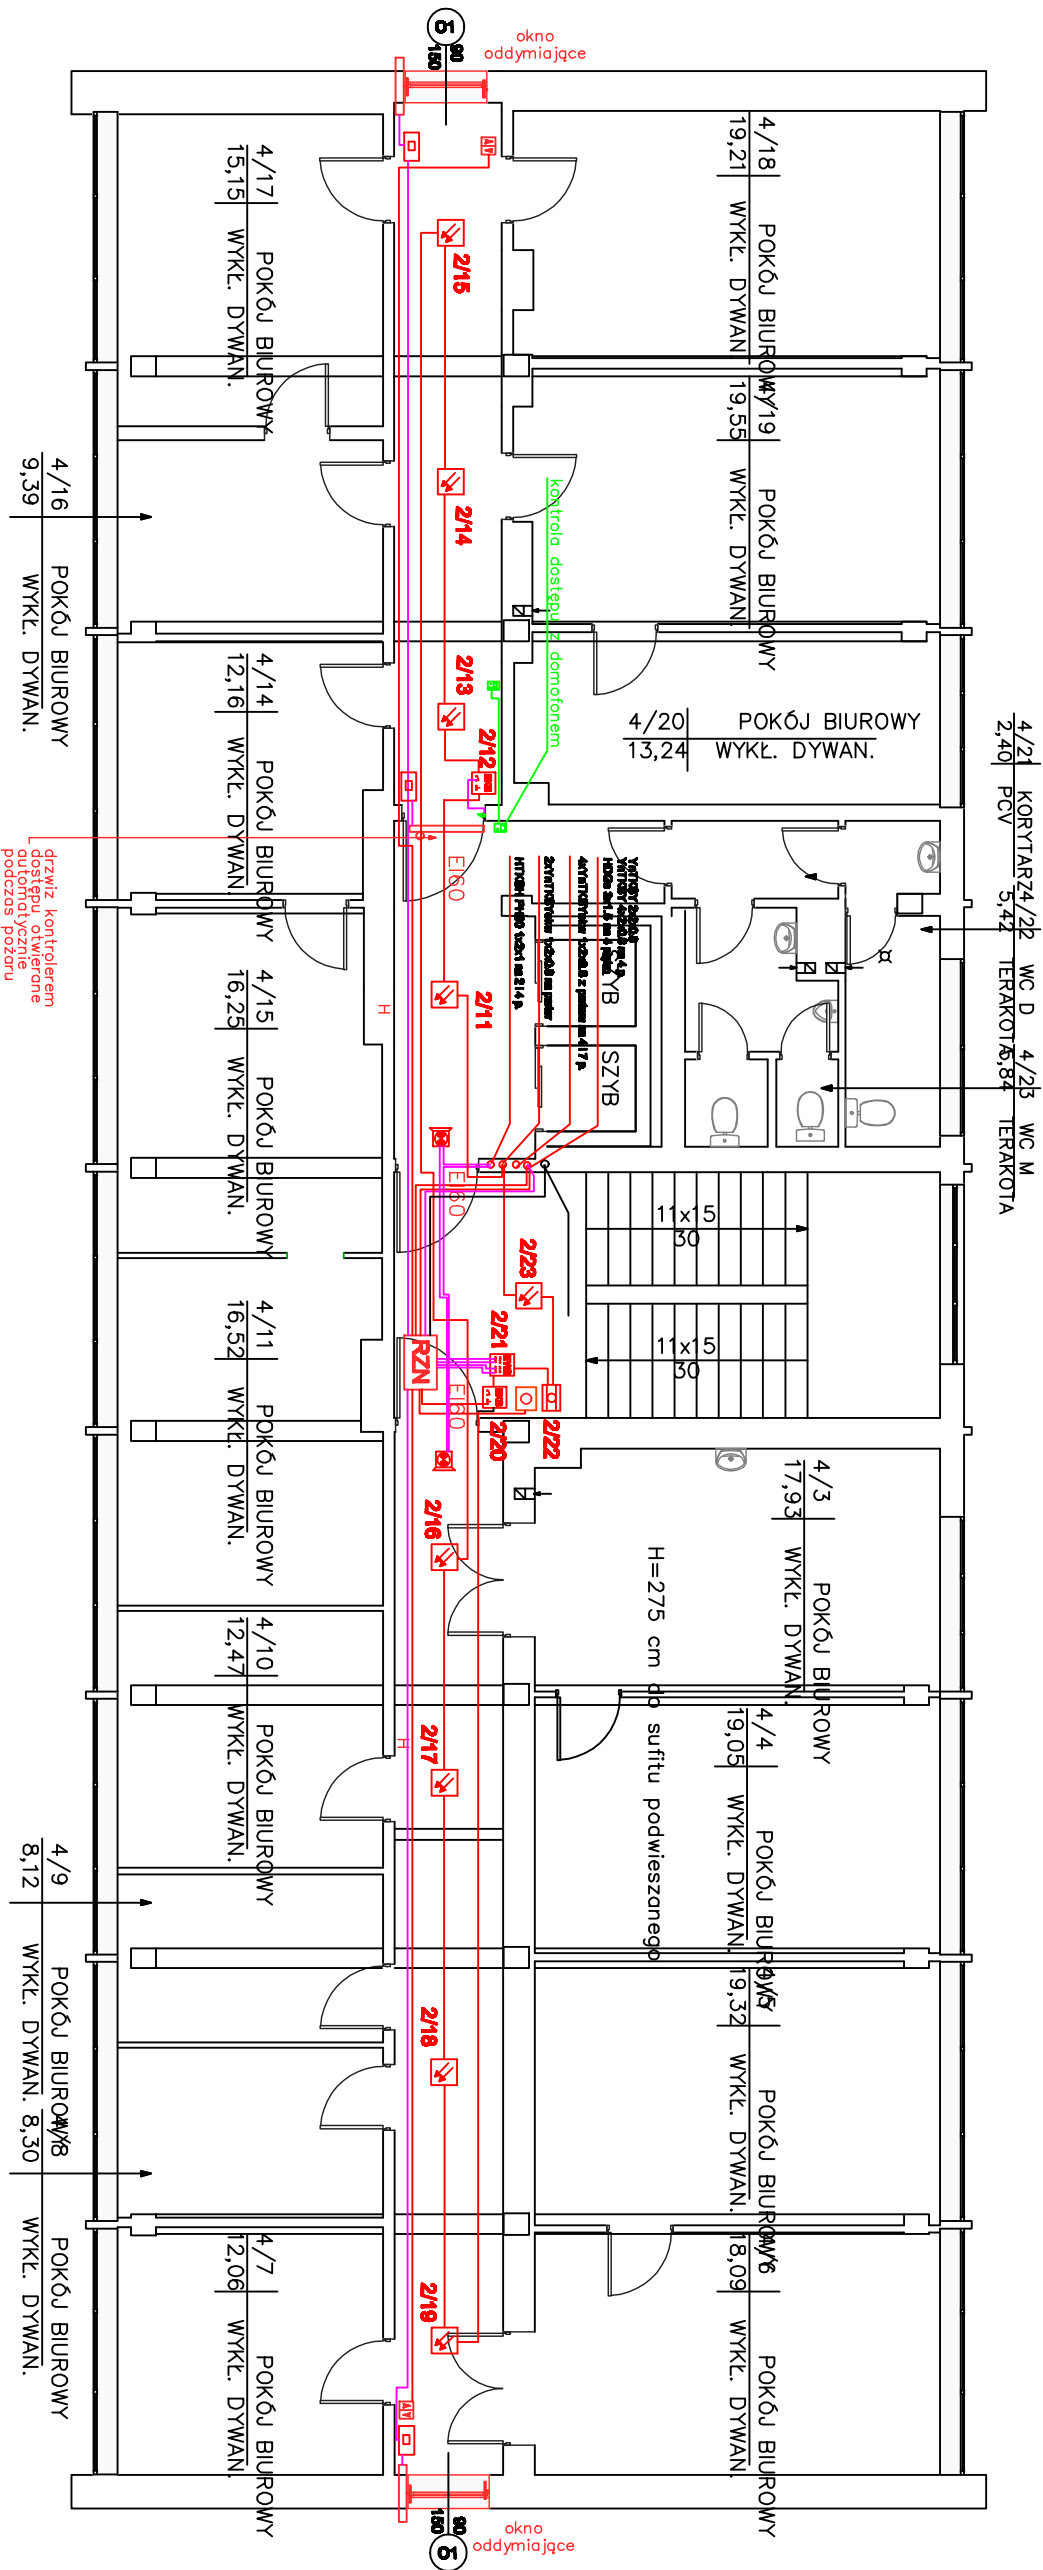 okno
oddymiające
90
150
4/18 POKÓJ BIUROWY
19,21 WYKŁ. DYWAN
4/17 POKÓJ BIUROWY
15,15 WYKŁ. DYWAN.
2/15
4/19 POKÓJ BIUROWY
19,55 WYKŁ. DYWAN
4/16 POKÓJ BIUROWY
9,39 WYKŁ. DYWAN.
2/14
kontrola dostępu z domofonem
2/13
2/12
4/20 POKÓJ BIUROWY
13,24 WYKŁ. DYWAN.
4/14 POKÓJ BIUROWY
12,16 WYKŁ. DYWAN
4/21 KORYTARZ
2,40 PCV
4/22 WC D
5,42 TERAKOTA
4/23 WC M
5,84 TERAKOTA
drzwiz kontrolerem
dostępu otwierane
automatycznie
podczas pożaru
EI60
SZYB
SZYB
2/11
4/15 POKÓJ BIUROWY
16,25 WYKŁ. DYWAN.
H
EI60
11x15
30
11x15
30
2/23
2/21
2/22
2/20
RZN
EI60
4/11 POKÓJ BIUROWY
16,52 WYKŁ. DYWAN.
2/16
4/3 POKÓJ BIUROWY
17,93 WYKŁ. DYWAN.
H=275 cm do sufitu podwieszanego
4/10 POKÓJ BIUROWY
12,47 WYKŁ. DYWAN.
2/17
H
4/4 POKÓJ BIUROWY
19,05 WYKŁ. DYWAN.
4/9 POKÓJ BIUROWY
8,12 WYKŁ. DYWAN.
2/18
4/5 POKÓJ BIUROWY
19,32 WYKŁ. DYWAN.
4/8 POKÓJ BIUROWY
8,30 WYKŁ. DYWAN.
2/19
4/6 POKÓJ BIUROWY
18,09 WYKŁ. DYWAN.
4/7 POKÓJ BIUROWY
12,06 WYKŁ. DYWAN.
90
150
okno
oddymiające